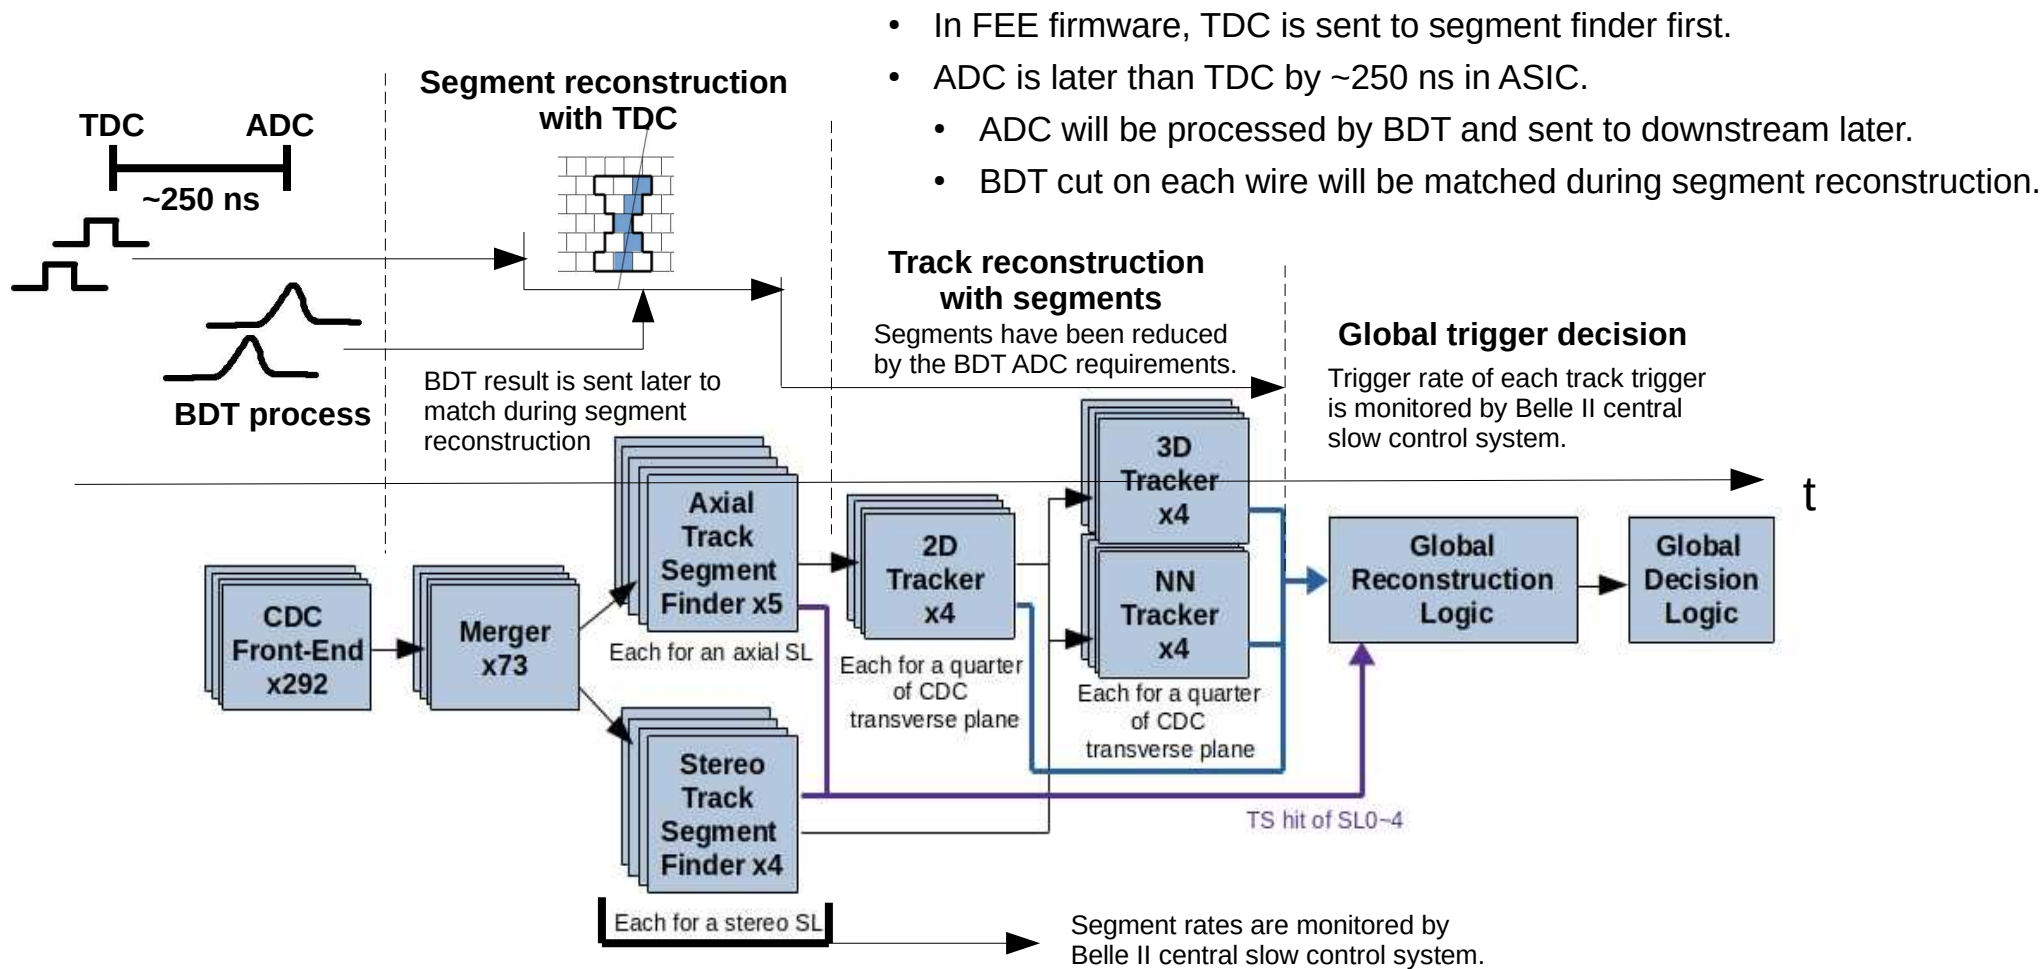 • In FEE firmware, TDC is sent to segment finder first.
• ADC is later than TDC by ~250 ns in ASIC.
• ADC will be processed by BDT and sent to downstream later.
• BDT cut on each wire will be matched during segment reconstruction.
Segment reconstruction
with TDC
TDC
ADC
~250 ns
BDT process
BDT result is sent later to
match during segment
reconstruction
Track reconstruction
with segments
Segments have been reduced
by the BDT ADC requirements.
Global trigger decision
Trigger rate of each track trigger
is monitored by Belle II central
slow control system.
t
CDC
Front-End
x292
Merger
x73
Axial
Track
Segment
Finder x5
Each for an axial SL
Stereo
Track
Segment
Finder x4
Each for a stereo SL
2D
Tracker
x4
Each for a quarter
of CDC
transverse plane
3D
Tracker
x4
NN
Tracker
x4
Each for a quarter
of CDC
transverse plane
Global
Reconstruction
Logic
Global
Decision
Logic
TS hit of SL0~4
Segment rates are monitored by
Belle II central slow control system.